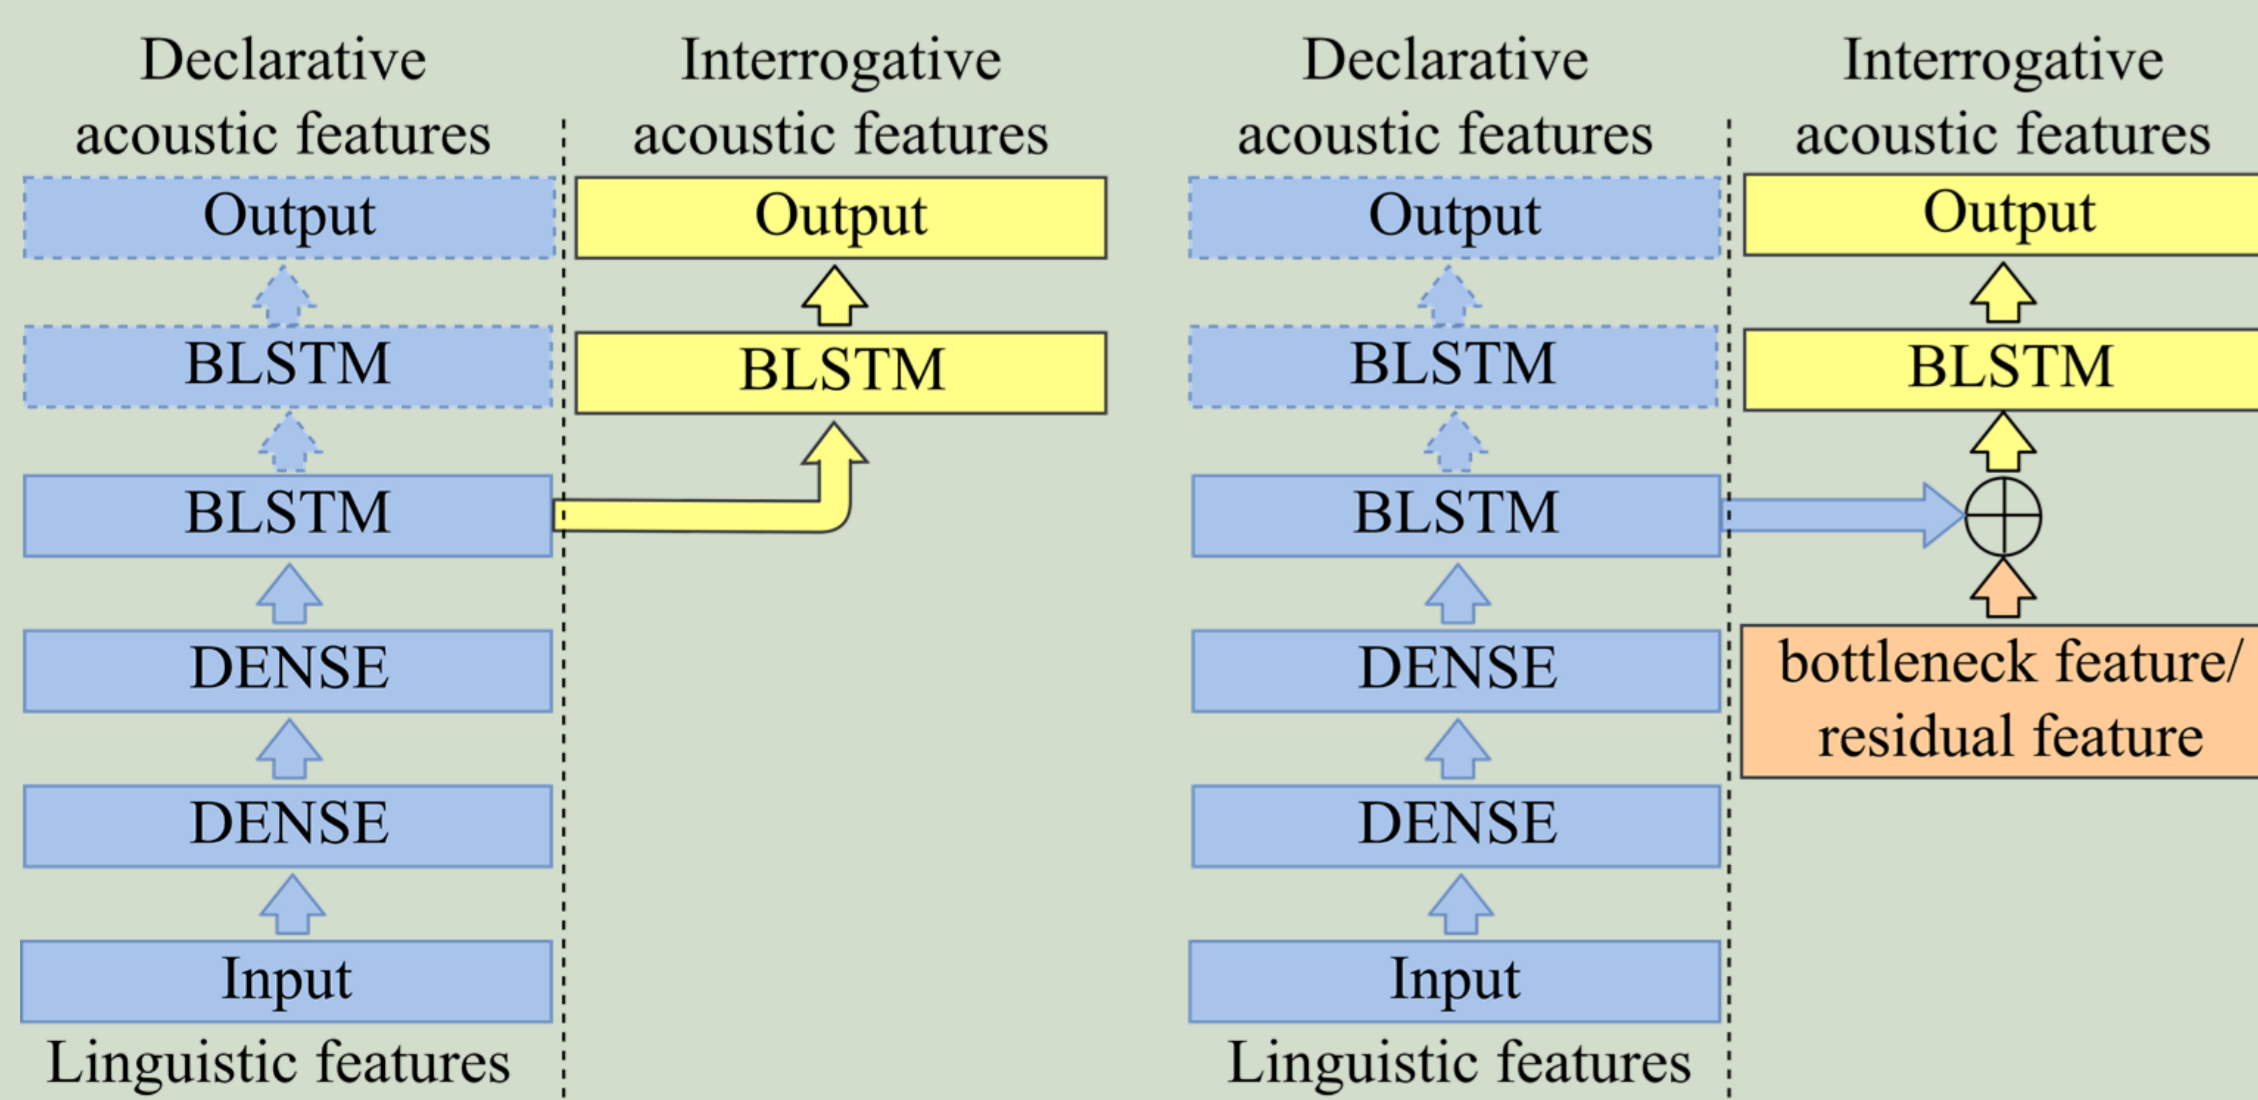 Declarative
acoustic features
Output
BLSTM
BLSTM
DENSE
DENSE
Input
Linguistic features
Interrogative
acoustic features
Output
BLSTM
Declarative
acoustic features
Output
BLSTM
BLSTM
DENSE
DENSE
Input
Linguistic features
Interrogative
acoustic features
Output
BLSTM
bottleneck feature/
residual feature